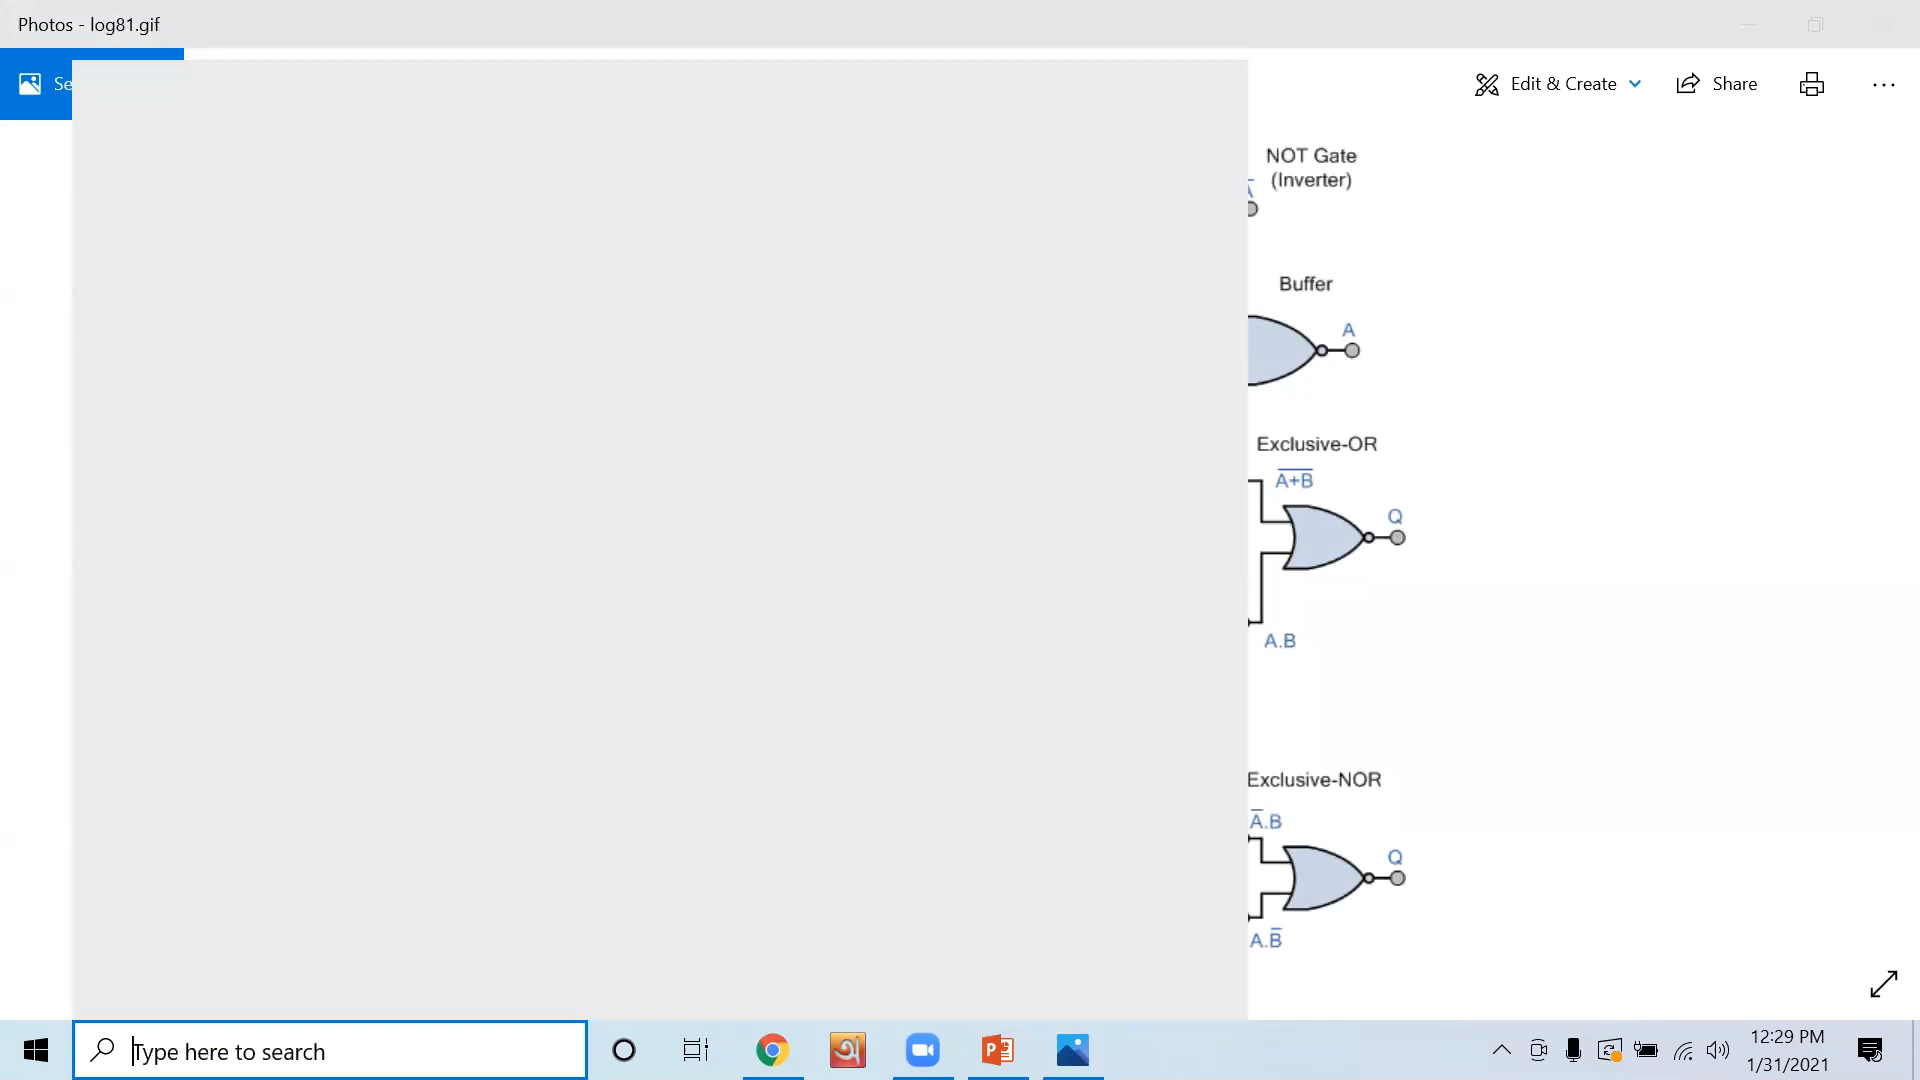 Photos - log81.gif
Se
Edit & Create
Share
NOT Gate
(Inverter)
Buffer
A
Exclusive-OR
A̅+̅B̅
Q
A.B
Exclusive-NOR
A̅.B
Q
A.B̅
Type here to search
অ
12:29 PM
1/31/2021